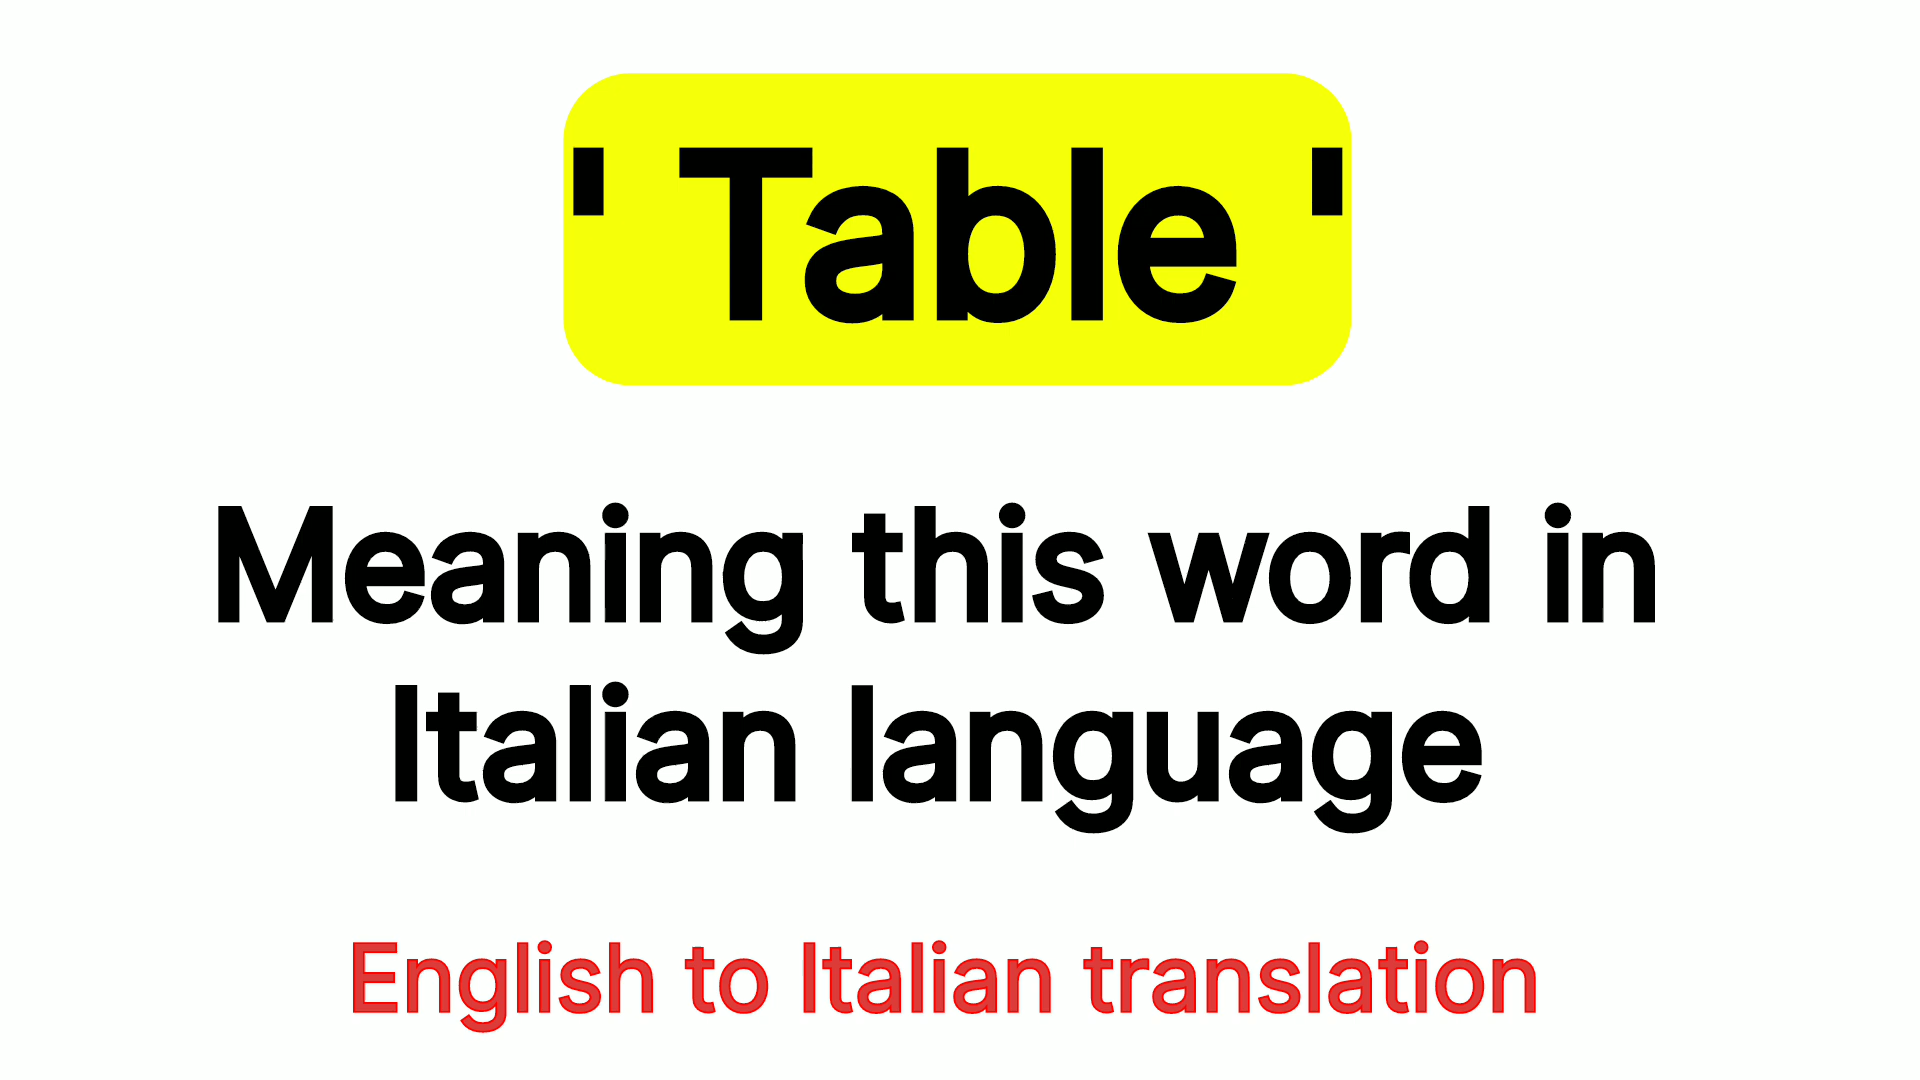 ' Table '
Meaning this word in
Italian language
English to Italian translation